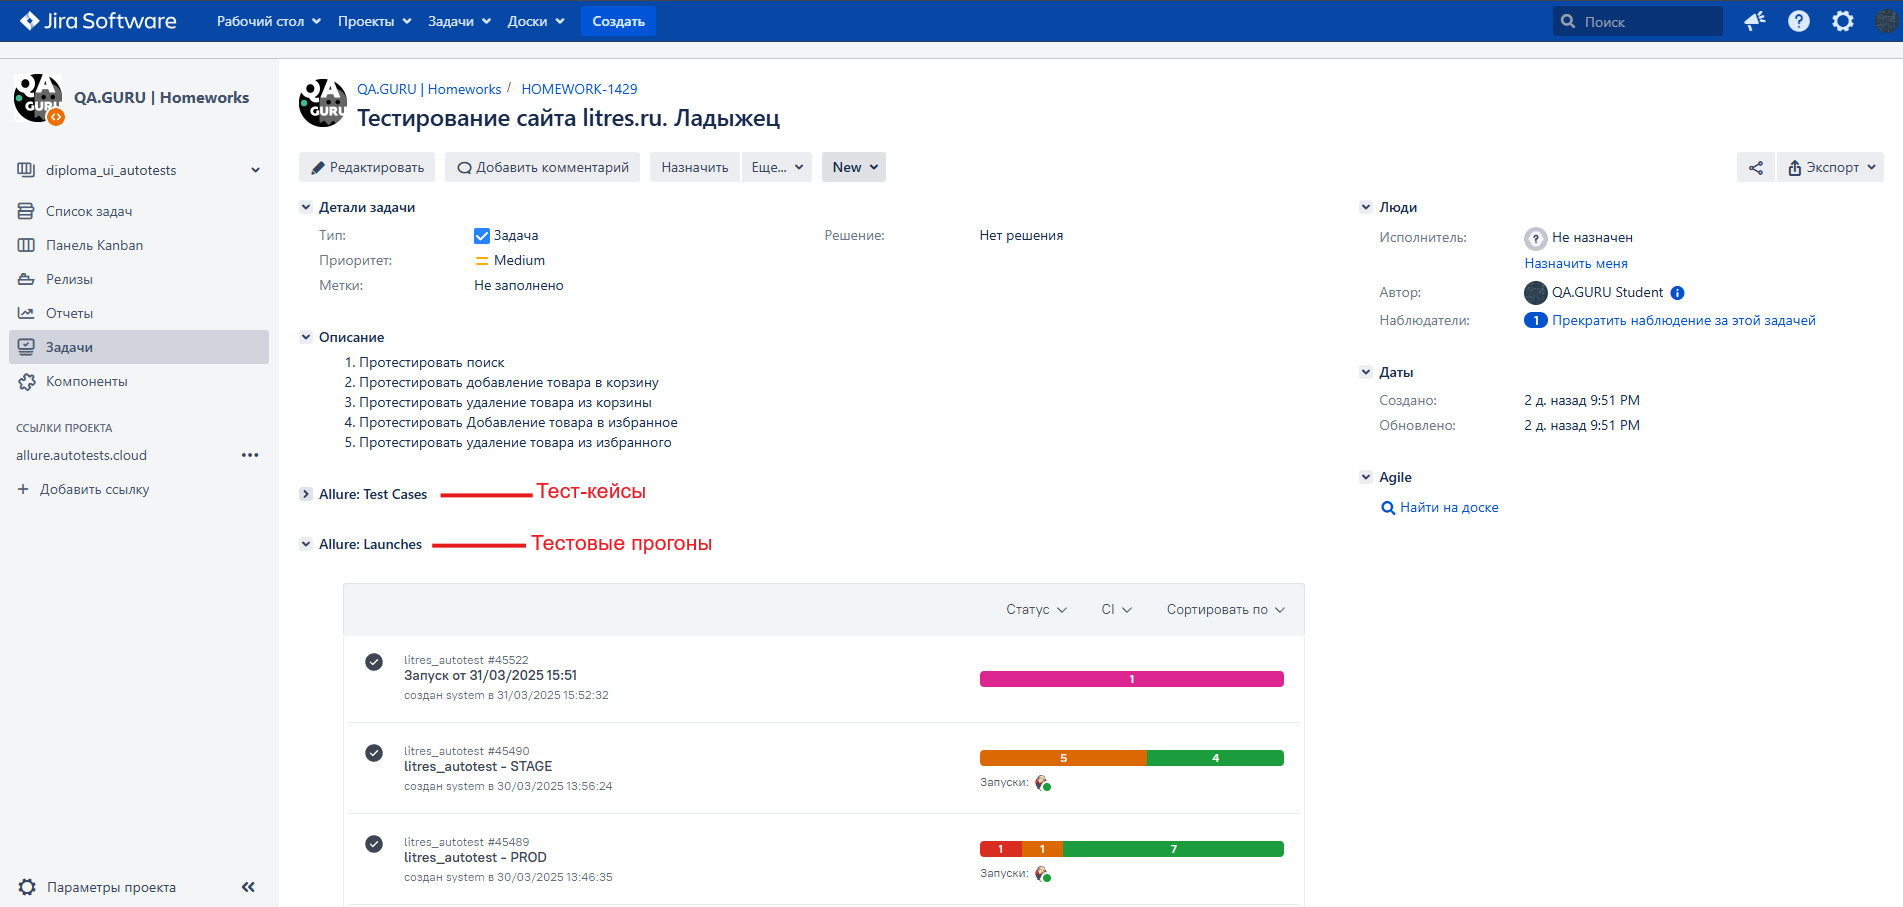 Jira Software
Рабочий стол
Проекты
Задачи
Доски
Создать
Поиск
QA.GURU | Homeworks
diploma_ui_autotests
Список задач
Панель Kanban
Релизы
Отчеты
Задачи
Компоненты
ССЫЛКИ ПРОЕКТА
allure.autotests.cloud
Добавить ссылку
Параметры проекта
QA GURU
QA.GURU | Homeworks / HOMEWORK-1429
Тестирование сайта litres.ru. Ладыжец
Редактировать
Добавить комментарий
Назначить
Еще...
New
Экспорт
Детали задачи
Тип: Задача
Решение: Нет решения
Приоритет: Medium
Метки: Не заполнено
Описание
1. Протестировать поиск
2. Протестировать добавление товара в корзину
3. Протестировать удаление товара из корзины
4. Протестировать Добавление товара в избранное
5. Протестировать удаление товара из избранного
Allure: Test Cases
Тест-кейсы
Allure: Launches
Тестовые прогоны
Статус
CI
Сортировать по
litres_autotest #45522
Запуск от 31/03/2025 15:51
создан system в 31/03/2025 15:52:32
1
litres_autotest #45490
litres_autotest - STAGE
создан system в 30/03/2025 13:56:24
5 4
Запуски:
litres_autotest #45489
litres_autotest - PROD
создан system в 30/03/2025 13:46:35
1 1 7
Запуски:
Люди
Исполнитель: Не назначен
Назначить меня
Автор: QA.GURU Student
Наблюдатели: 1 Прекратить наблюдение за этой задачей
Даты
Создано: 2 д. назад 9:51 PM
Обновлено: 2 д. назад 9:51 PM
Agile
Найти на доске